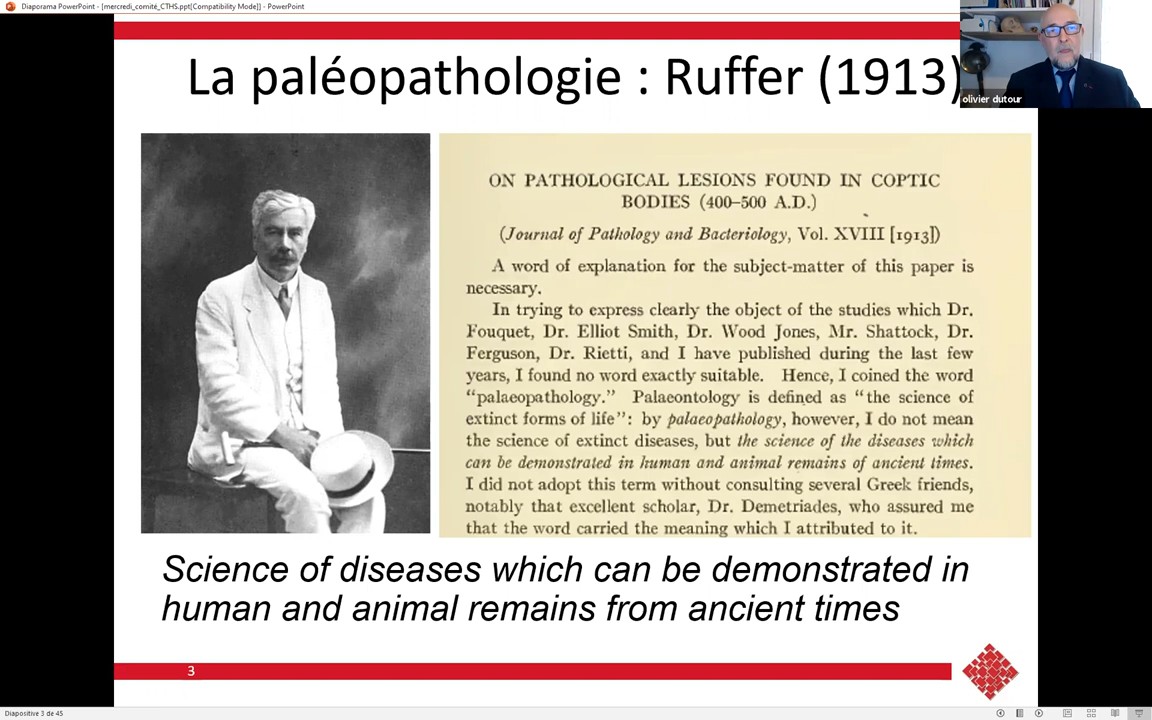 Diaporama PowerPoint - [mercredi_comité_CTHS.ppt[Compatibility Mode]] - PowerPoint
La paléopathologie : Ruffer (1913)
olivier dutour
ON PATHOLOGICAL LESIONS FOUND IN COPTIC
BODIES (400–500 A.D.)
(Journal of Pathology and Bacteriology, Vol. XVIII [1913])
A word of explanation for the subject-matter of this paper is
necessary.
In trying to express clearly the object of the studies which Dr.
Fouquet, Dr. Elliot Smith, Dr. Wood Jones, Mr. Shattock, Dr.
Ferguson, Dr. Rietti, and I have published during the last few
years, I found no word exactly suitable. Hence, I coined the word
“palaeopathology.” Palaeontology is defined as “the science of
extinct forms of life”: by palaeopathology, however, I do not mean
the science of extinct diseases, but the science of the diseases which
can be demonstrated in human and animal remains of ancient times.
I did not adopt this term without consulting several Greek friends,
notably that excellent scholar, Dr. Demetriades, who assured me
that the word carried the meaning which I attributed to it.
Science of diseases which can be demonstrated in
human and animal remains from ancient times
3
Diapositive 3 de 45